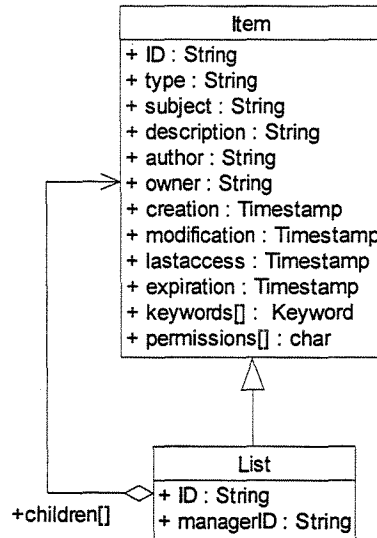 Item
+ ID : String
+ type : String
+ subject : String
+ description : String
+ author : String
+ owner : String
+ creation : Timestamp
+ modification : Timestamp
+ lastaccess : Timestamp
+ expiration : Timestamp
+ keywords[] : Keyword
+ permissions[] : char
List
+ ID : String
+ managerID : String
+children[]